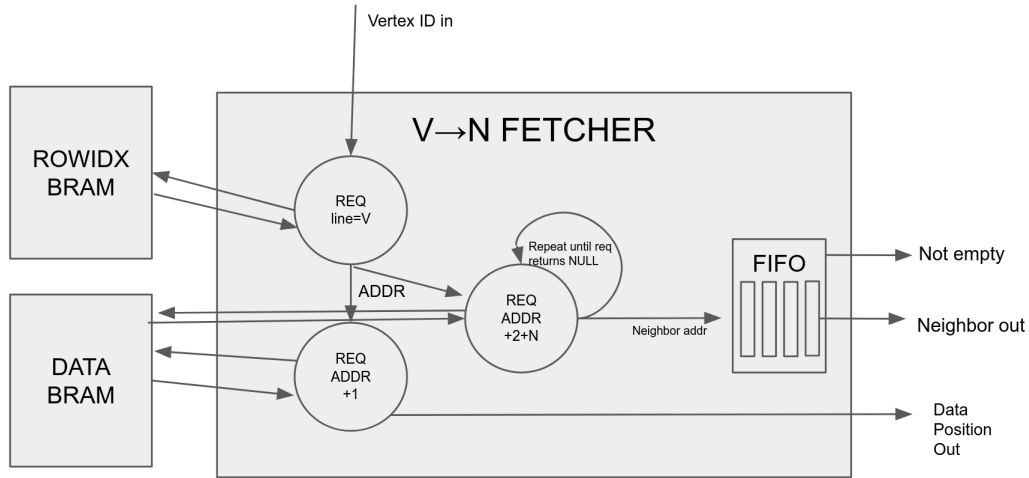 Vertex ID in
V→N FETCHER
ROWIDX
BRAM
REQ
line=V
Repeat until req
returns NULL
FIFO
Not empty
ADDR
REQ
ADDR
+2+N
Neighbor addr
Neighbor out
DATA
BRAM
REQ
ADDR
+1
Data
Position
Out